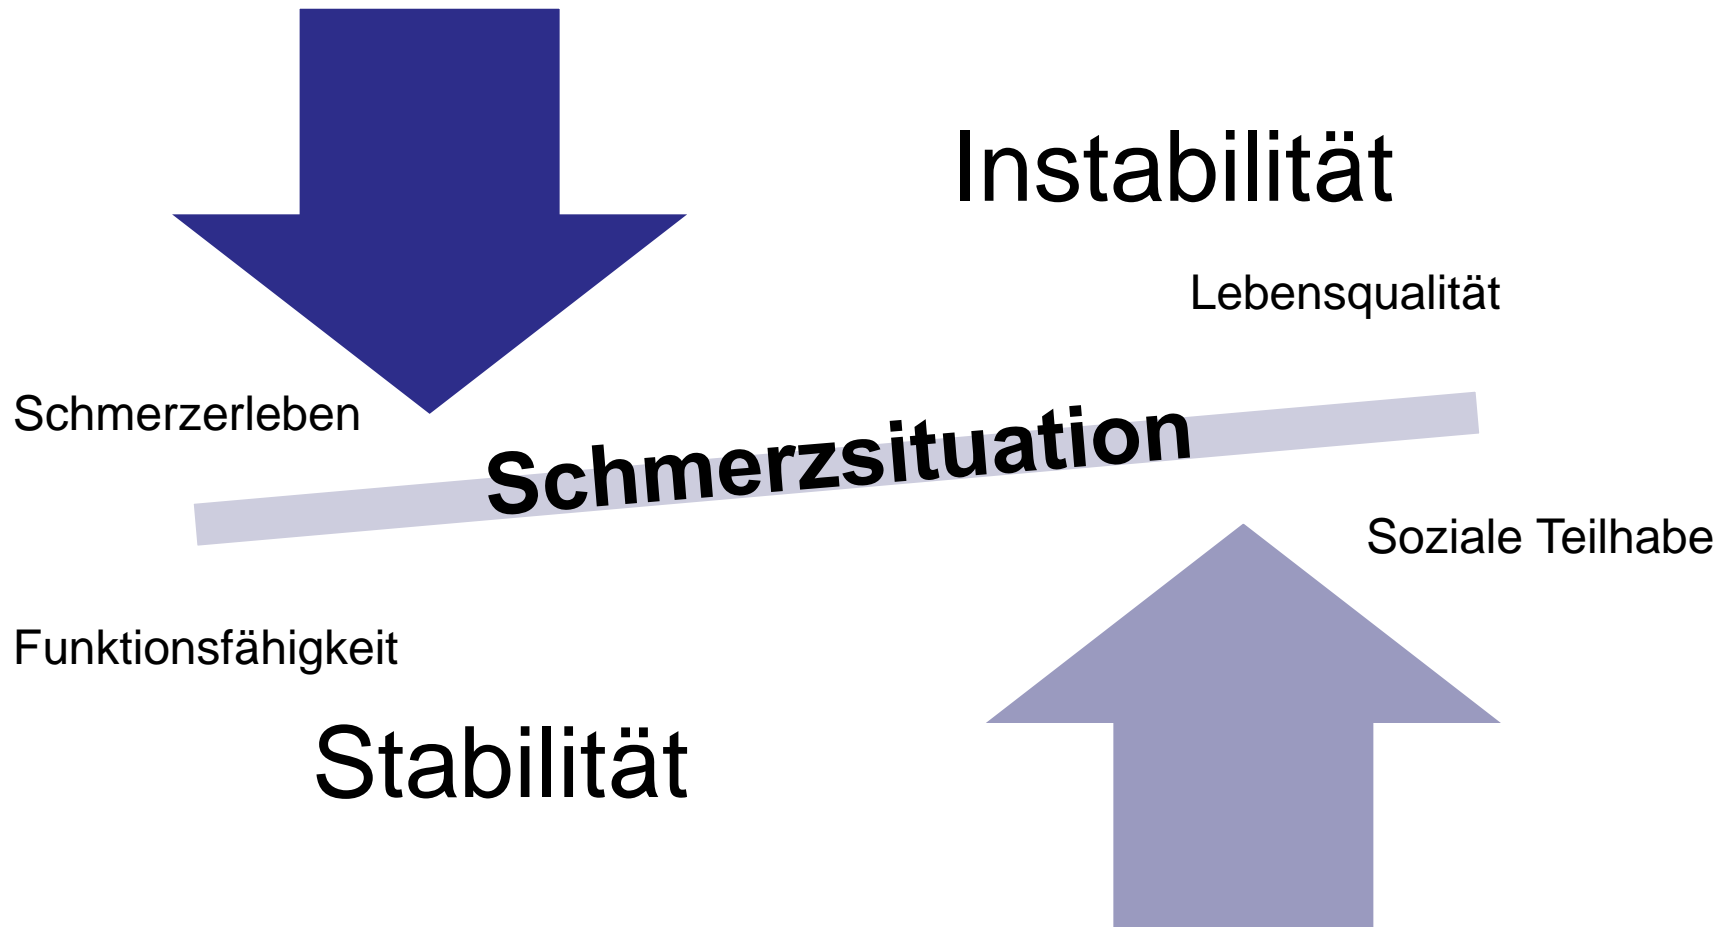 Instabilität
Lebensqualität
Schmerzerleben
Schmerzsituation
Soziale Teilhabe
Funktionsfähigkeit
Stabilität